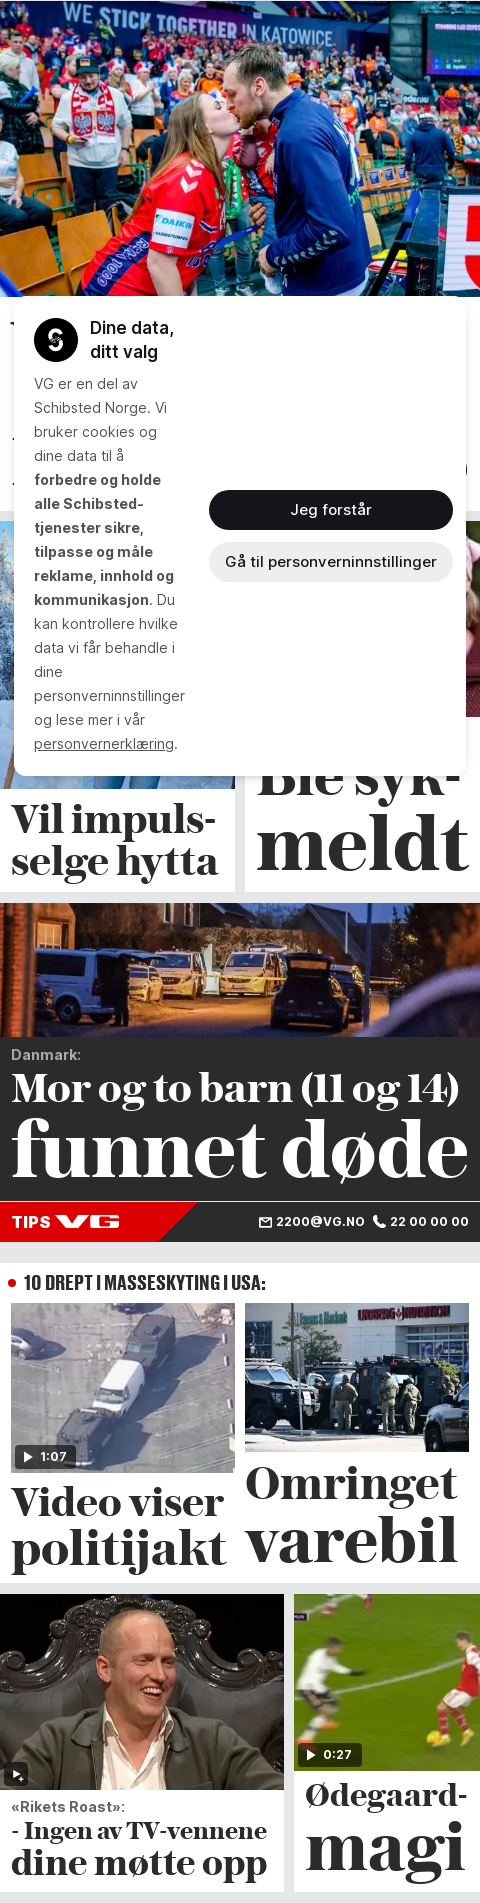 WE STICK TOGETHER IN KATOWICE
DAIKIN
Dine data,
ditt valg
VG er en del av
Schibsted Norge. Vi
bruker cookies og
dine data til å
forbedre og holde
alle Schibsted-
tjenester sikre,
tilpasse og måle
reklame, innhold og
kommunikasjon. Du
kan kontrollere hvilke
data vi får behandle i
dine
personverninnstillinger
og lese mer i vår
personvernerklæring.
Jeg forstår
Gå til personverninnstillinger
Vil impuls-
selge hytta
Ble syk-
meldt
Danmark:
Mor og to barn (11 og 14)
funnet døde
TIPS VG
2200@VG.NO 22 00 00 00
10 DREPT I MASSESKYTING I USA:
1:07
Video viser
politijakt
Omringet
varebil
«Rikets Roast»:
- Ingen av TV-vennene
dine møtte opp
0:27
Ødegaard-
magi